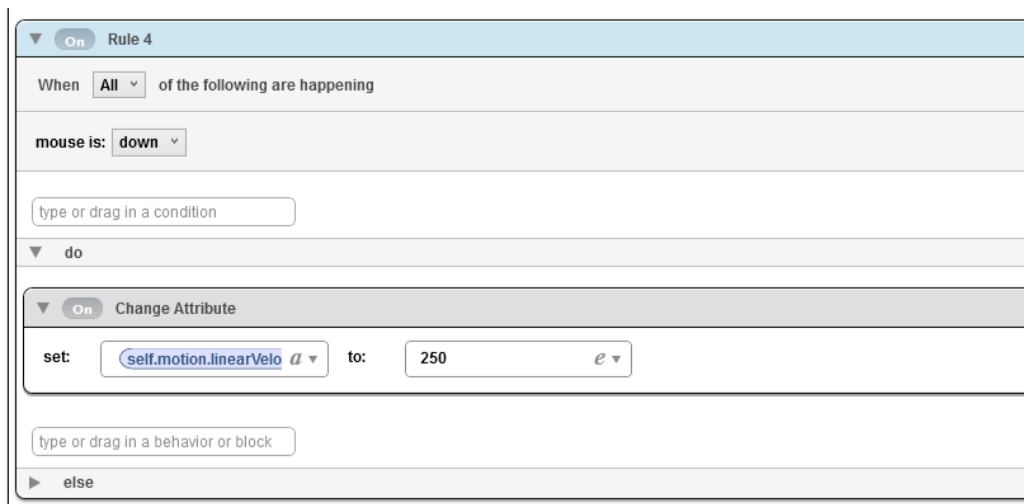 On Rule 4
When All of the following are happening
mouse is: down
type or drag in a condition
do
On Change Attribute
set: self.motion.linearVelo a to: 250 e
type or drag in a behavior or block
else